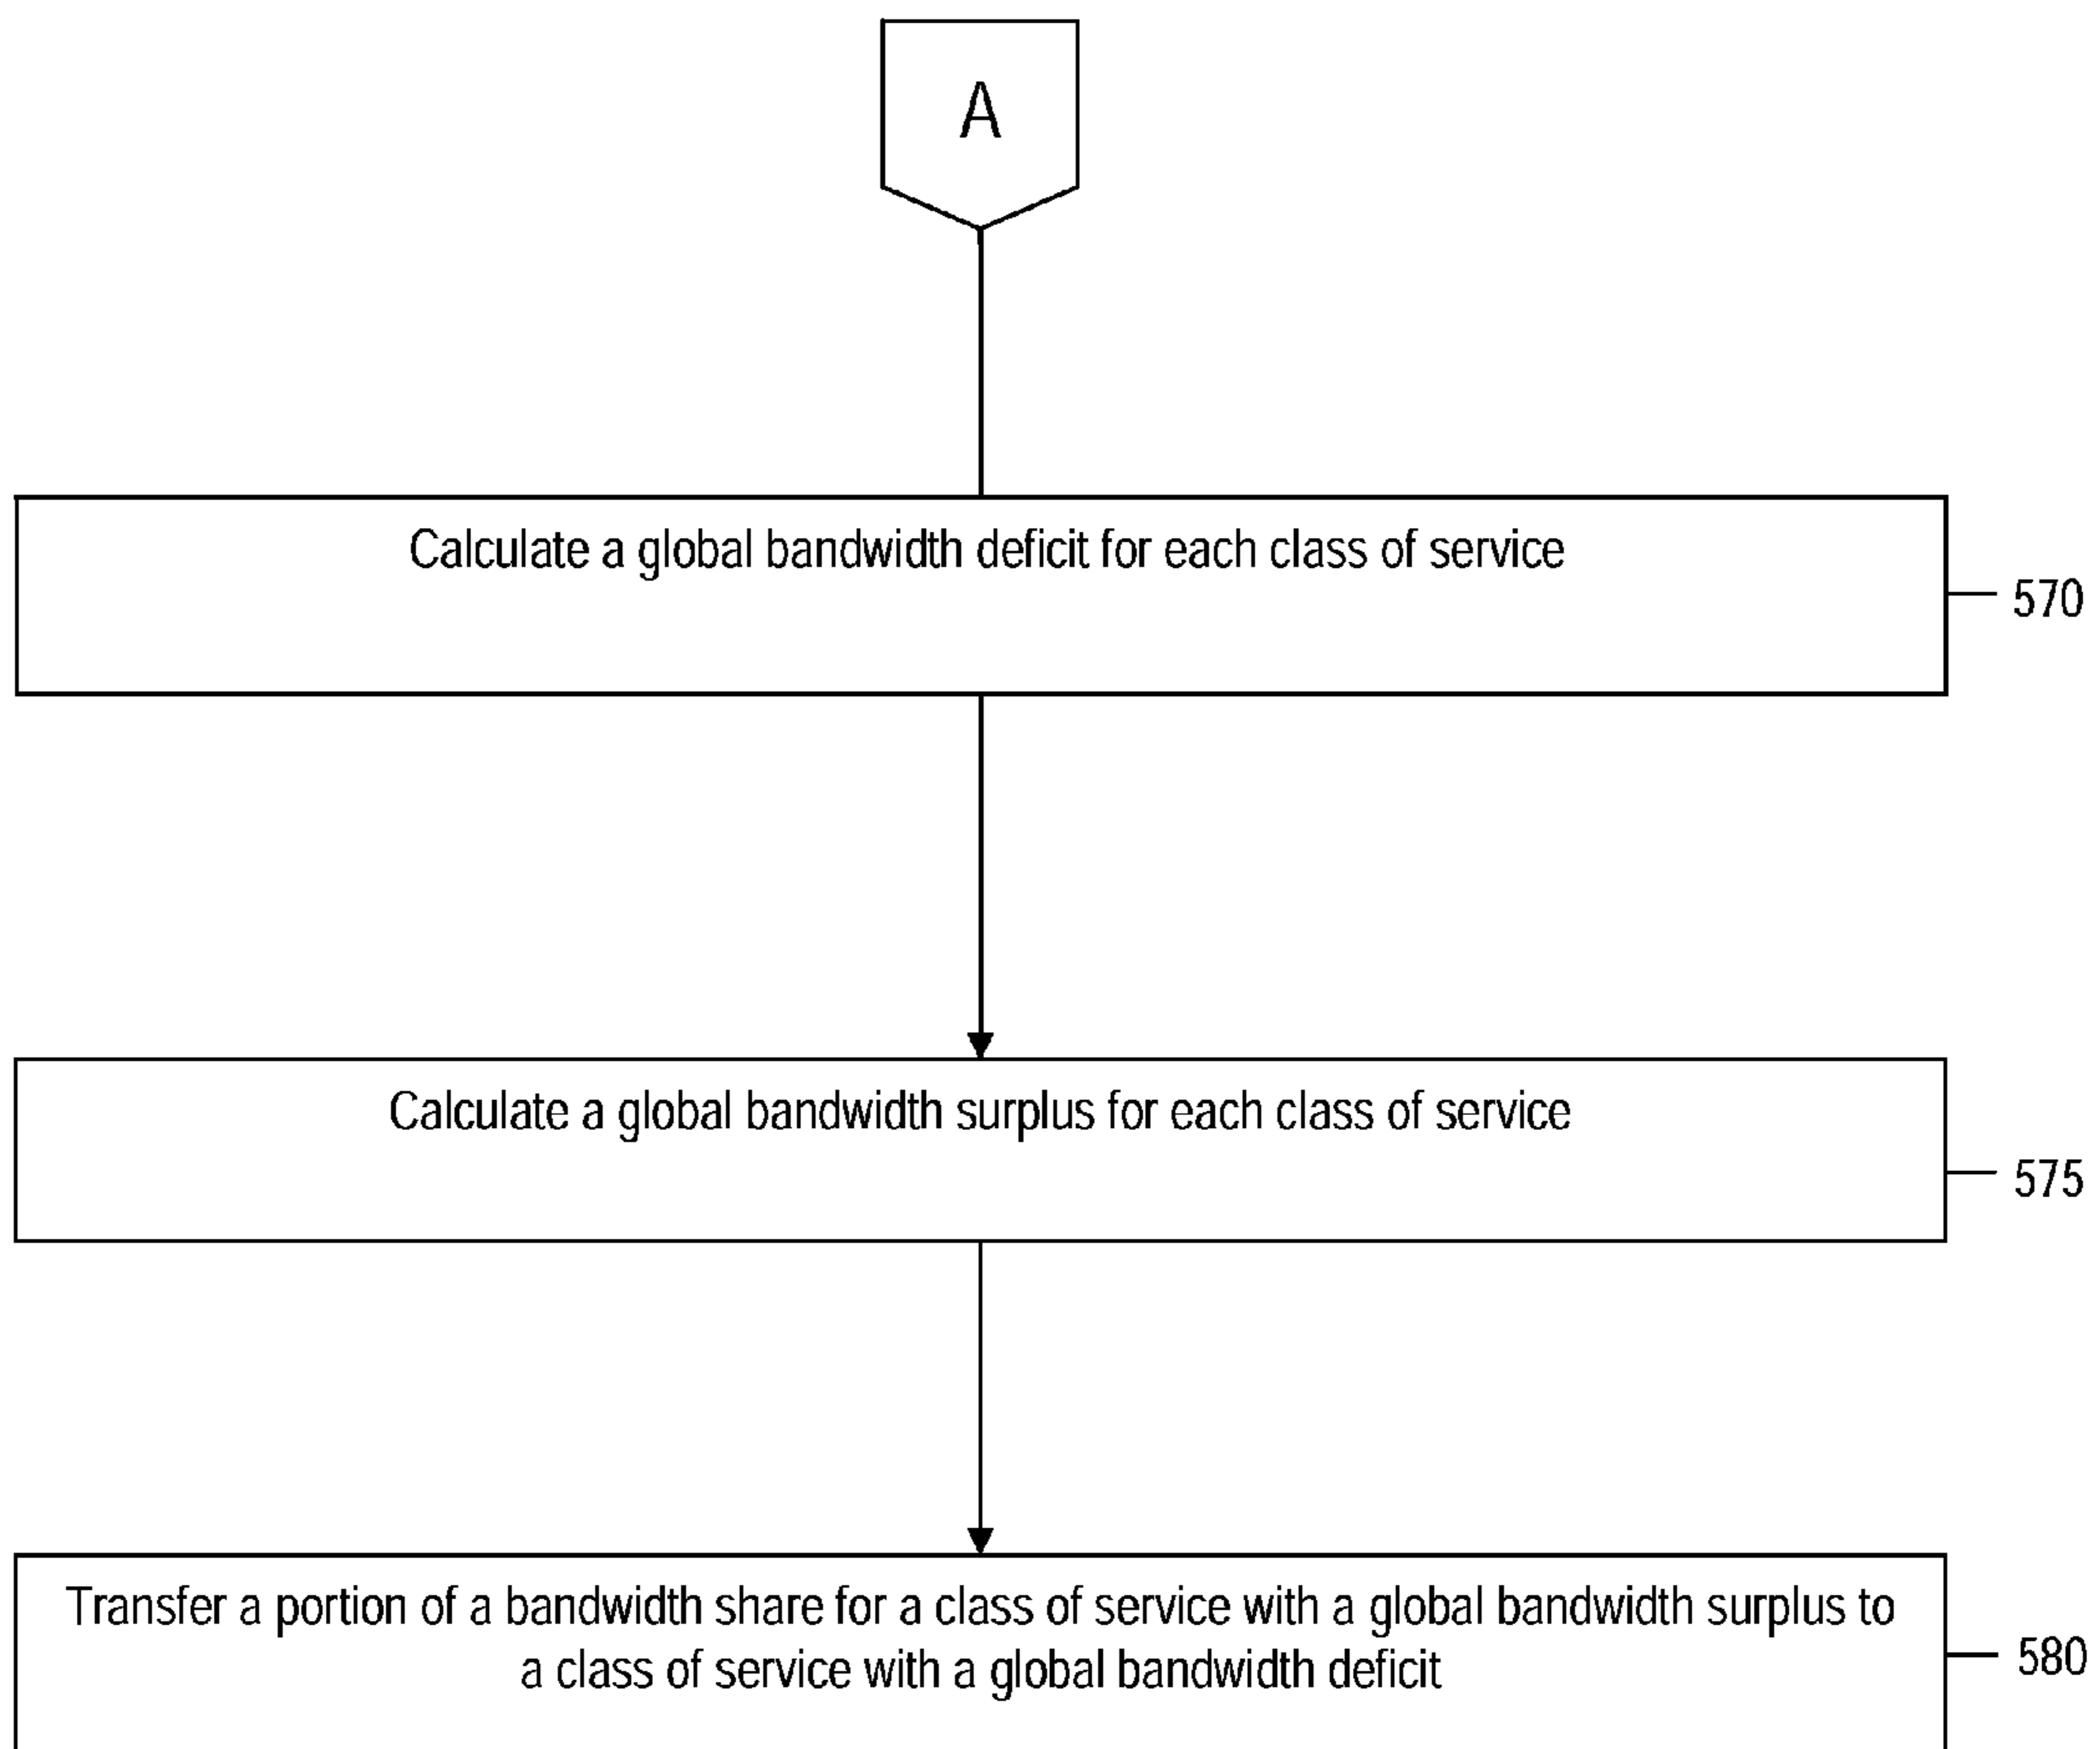 A
Calculate a global bandwidth deficit for each class of service
570
Calculate a global bandwidth surplus for each class of service
575
Transfer a portion of a bandwidth share for a class of service with a global bandwidth surplus to
a class of service with a global bandwidth deficit
580